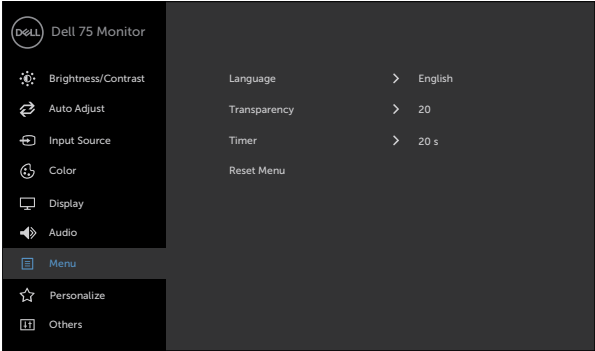 DELL Dell 75 Monitor
Brightness/Contrast
Auto Adjust
Input Source
Color
Display
Audio
Menu
Personalize
Others
Language > English
Transparency > 20
Timer > 20 s
Reset Menu